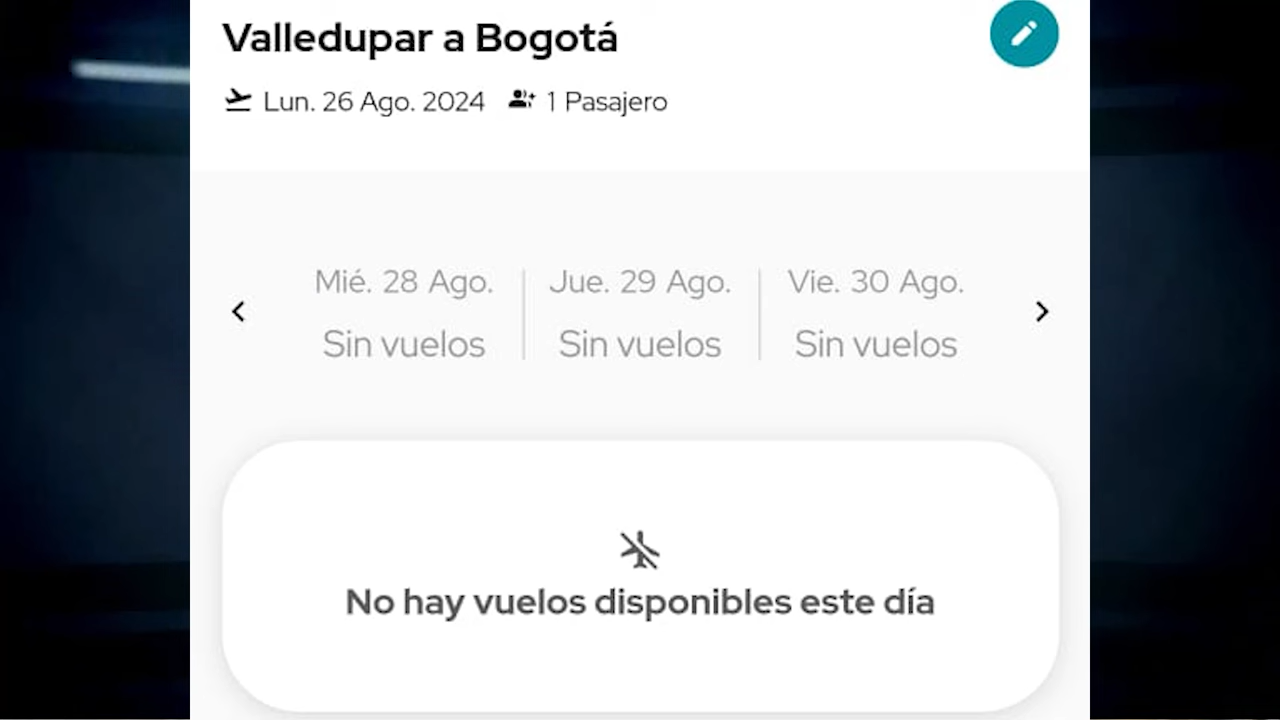 Valledupar a Bogotá
Lun. 26 Ago. 2024 1 Pasajero
Mié. 28 Ago. Jue. 29 Ago. Vie. 30 Ago.
Sin vuelos Sin vuelos Sin vuelos
No hay vuelos disponibles este día